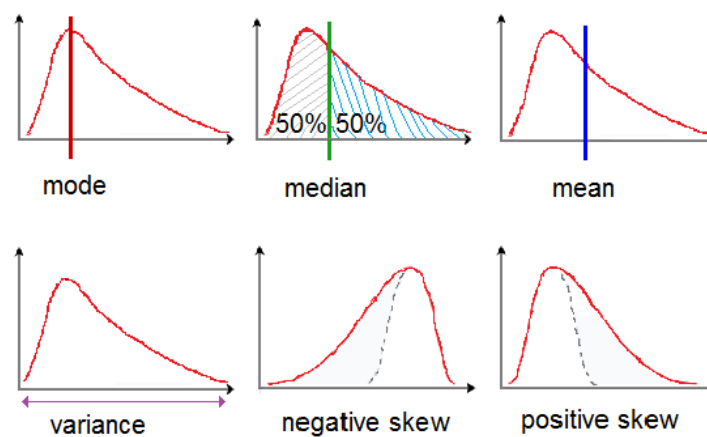 50% 50%
mode
median
mean
variance
negative skew
positive skew